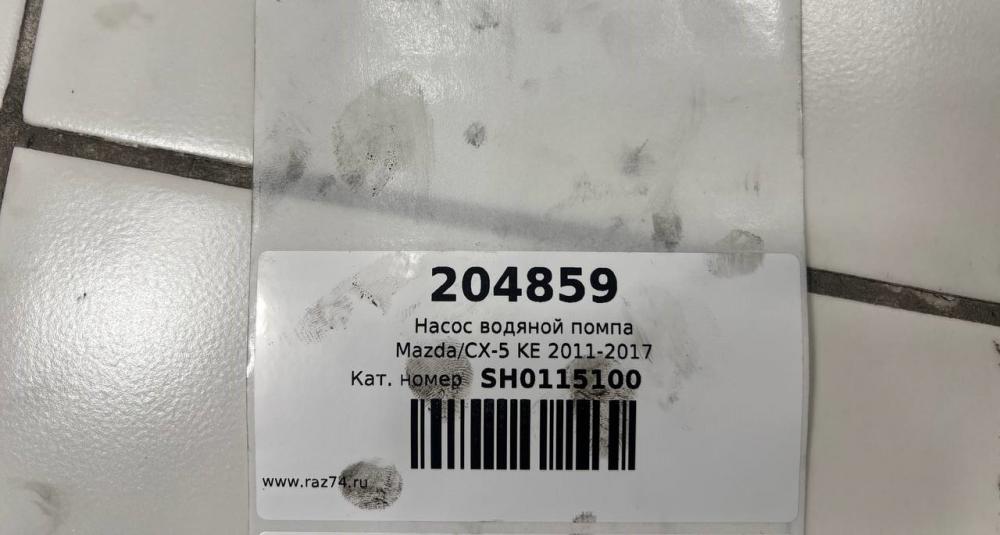 204859
Насос водяной помпа
Mazda/CX-5 KE 2011-2017
Кат. номер SH0115100
www.raz74.ru